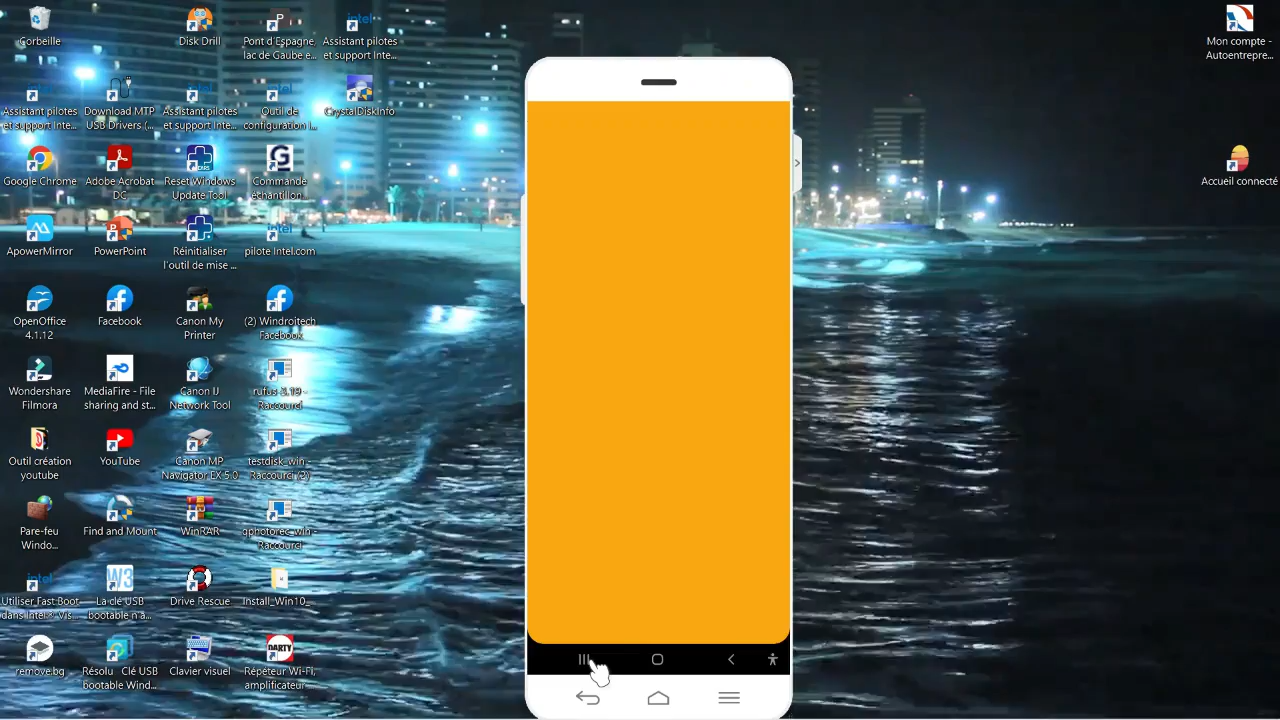 Corbeille
Disk Drill
Pont d'Espagne,
lac de Gaube e...
intel
Assistant pilotes
et support Inte...
Mon compte -
Autoentrepre...
Assistant pilotes
et support Inte...
Download MTP
USB Drivers (...
Assistant pilotes
et support Inte...
Outil de
configuration I...
CrystalDiskInfo
Google Chrome
Adobe Acrobat
DC
Reset Windows
Update Tool
Commande
échantillon...
Accueil connecté
ApowerMirror
PowerPoint
Réinitialiser
l'outil de mise ...
pilote Intel.com
OpenOffice
4.1.12
Facebook
Canon My
Printer
(2) Windroitech
Facebook
Wondershare
Filmora
MediaFire - File
sharing and st...
Canon IJ
Network Tool
rufus-3.19 -
Raccourci
Outil création
youtube
YouTube
Canon MP
Navigator EX 5.0
testdisk_win -
Raccourci (2)
Pare-feu
Windo...
Find and Mount
WinRAR
qphotorec_win -
Raccourci
intel
Utiliser Fast Boot
dans Intel® Vis...
W3
La clé USB
bootable n'a...
Drive Rescue
Install_Win10_...
remove.bg
Résolu - Clé USB
bootable Wind...
Clavier visuel
DARTY
Répéteur Wi-Fi,
amplificateur...